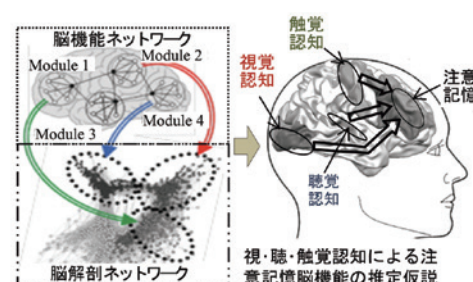 脳機能ネットワーク
Module 1
Module 2
Module 3
Module 4
脳解剖ネットワーク
触覚
認知
視覚
認知
注意
記憶
聴覚
認知
視・聴・触覚認知による注
意記憶脳機能の推定仮説